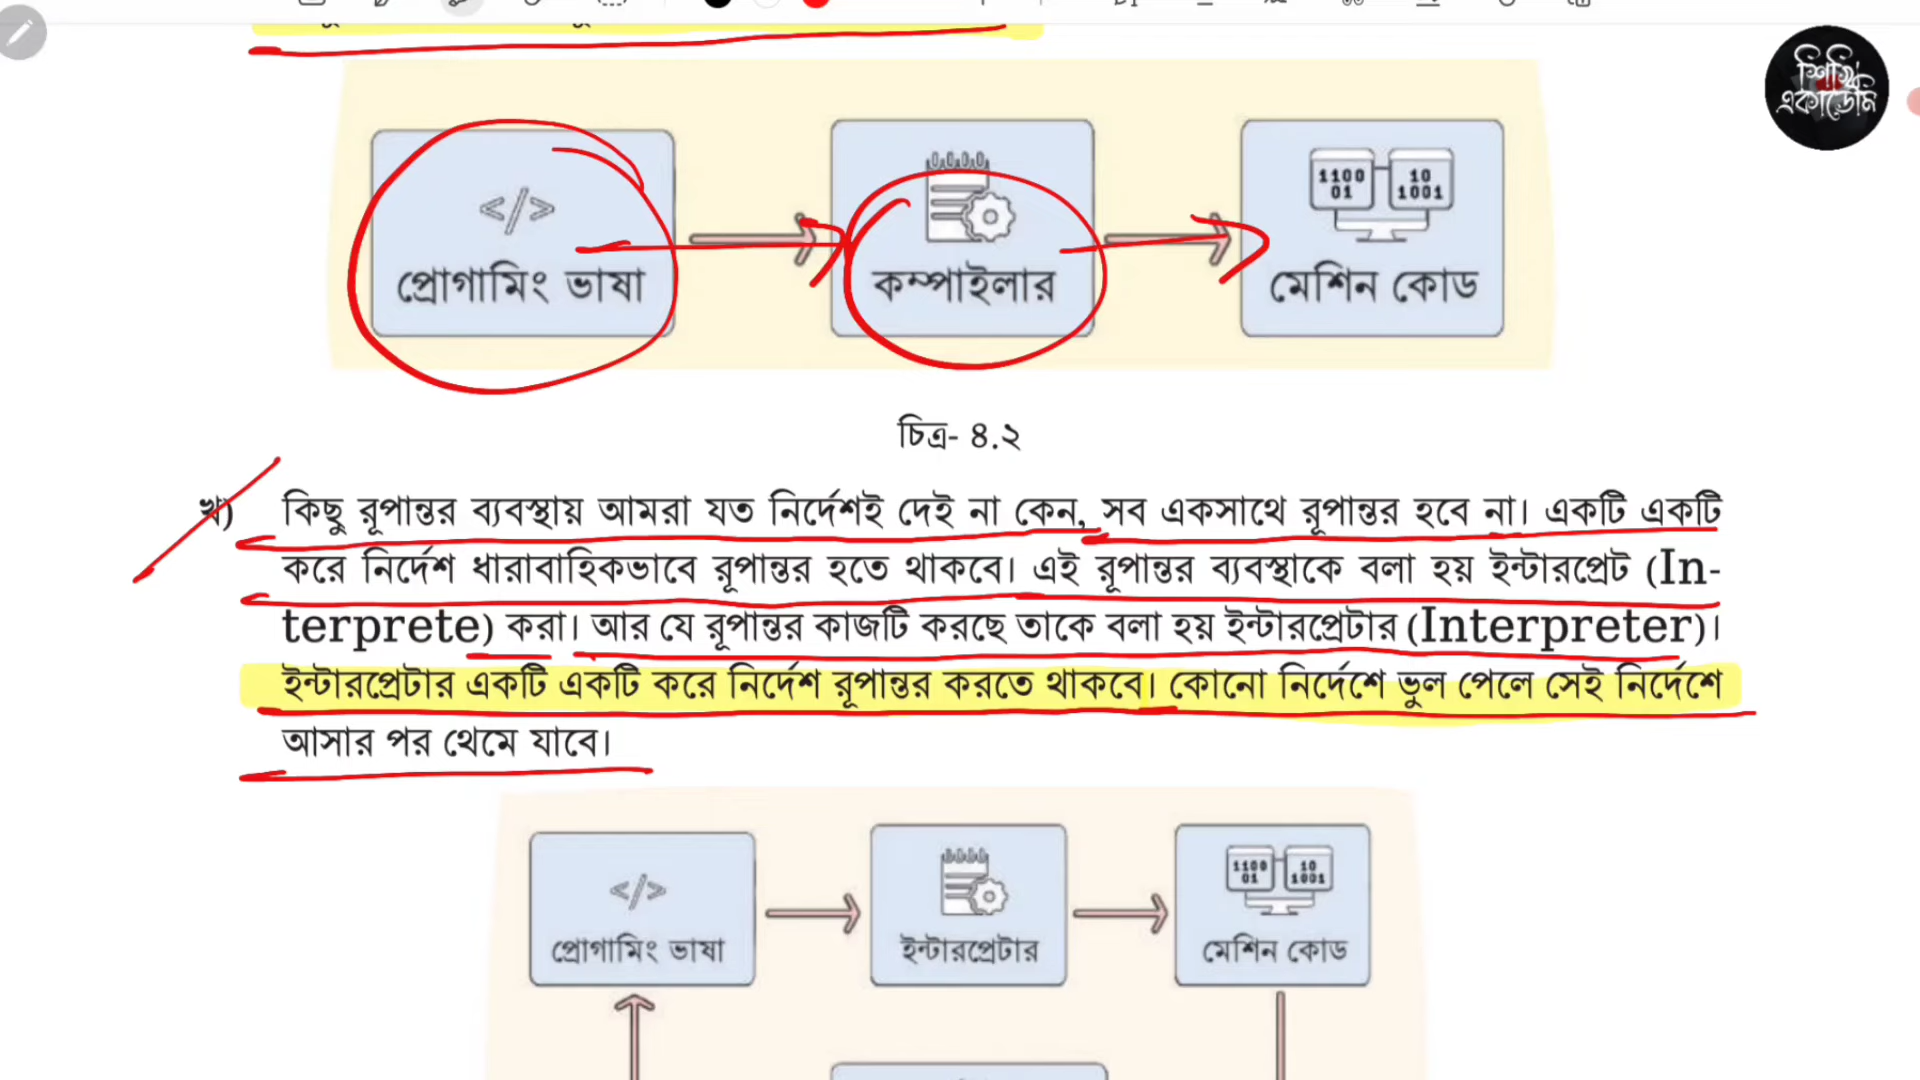 শিখি
একাডেমি
</>
1100
01
10
1001
প্রোগামিং ভাষা
কম্পাইলার
মেশিন কোড
চিত্র- ৪.২
খ) কিছু রূপান্তর ব্যবস্থায় আমরা যত নির্দেশই দেই না কেন, সব একসাথে রূপান্তর হবে না। একটি একটি
করে নির্দেশ ধারাবাহিকভাবে রূপান্তর হতে থাকবে। এই রূপান্তর ব্যবস্থাকে বলা হয় ইন্টারপ্রেট (In-
terprete) করা। আর যে রূপান্তর কাজটি করছে তাকে বলা হয় ইন্টারপ্রেটার (Interpreter)।
ইন্টারপ্রেটার একটি একটি করে নির্দেশ রূপান্তর করতে থাকবে। কোনো নির্দেশে ভুল পেলে সেই নির্দেশে
আসার পর থেমে যাবে।
</>
1100
01
10
1001
প্রোগামিং ভাষা
ইন্টারপ্রেটার
মেশিন কোড